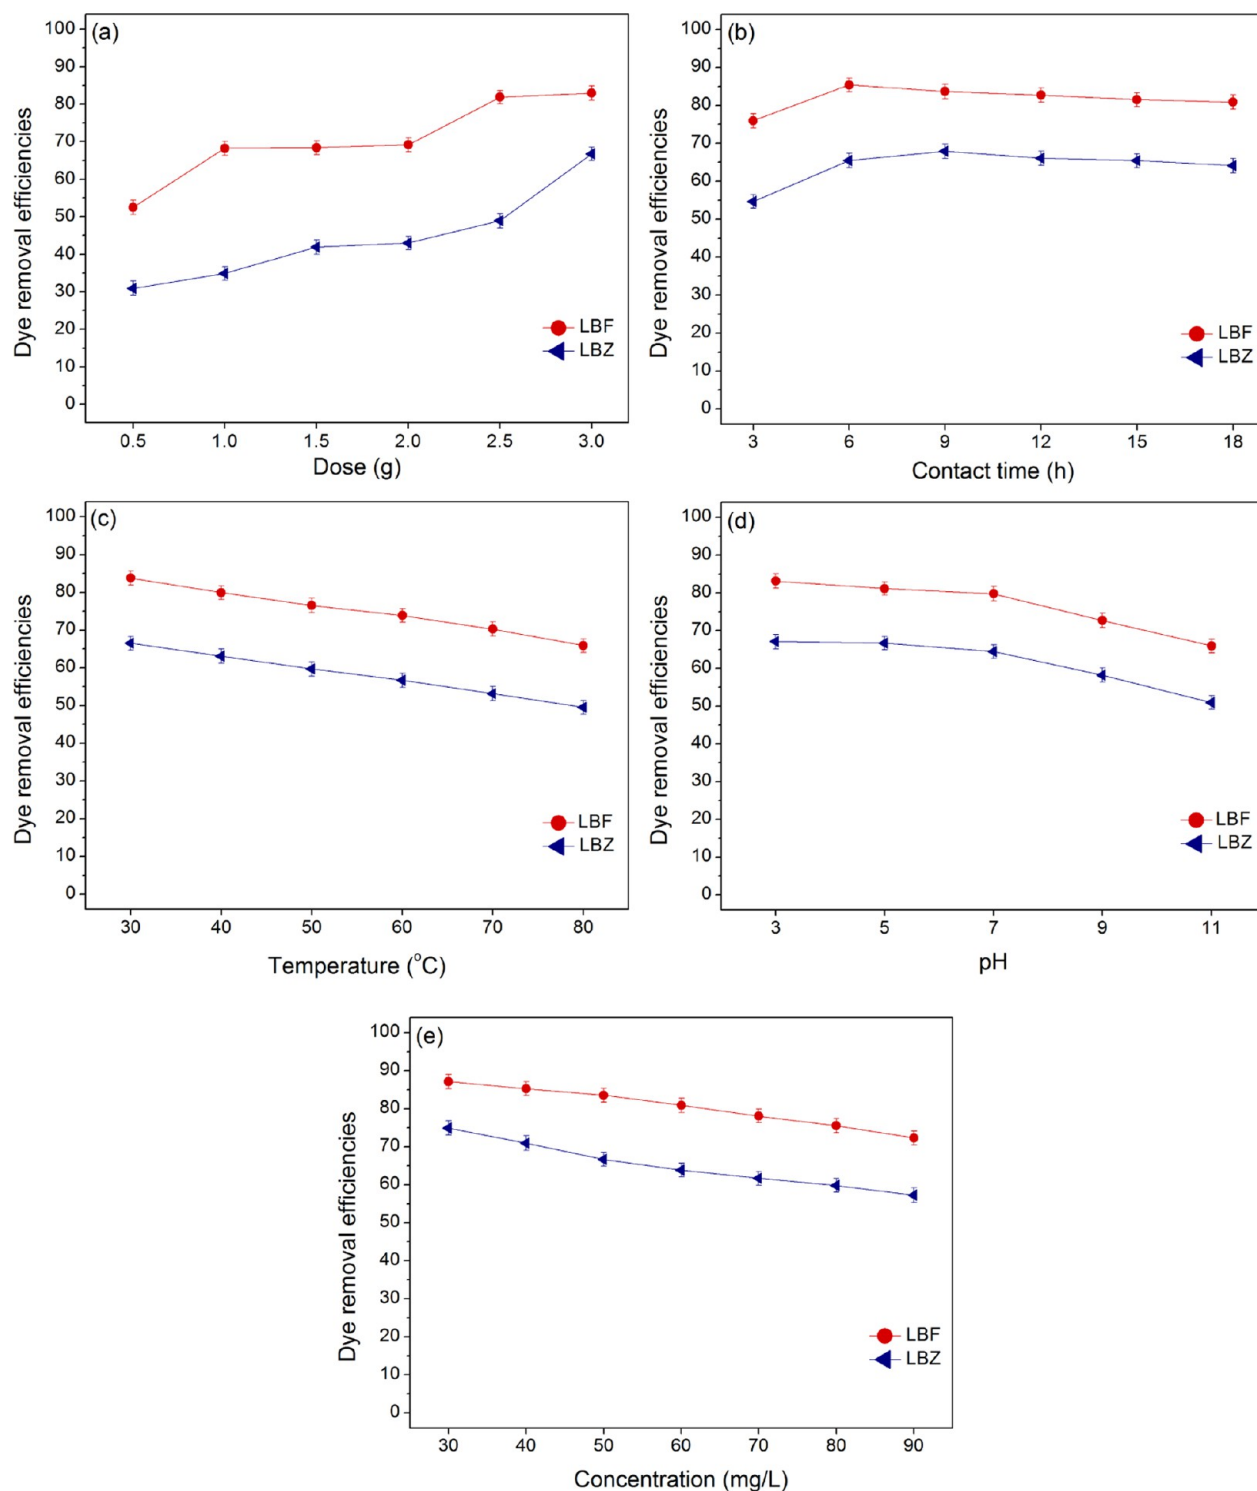 (a)
Dye removal efficiencies
100
90
80
70
60
50
40
30
20
10
0
LBF
LBZ
0.5 1.0 1.5 2.0 2.5 3.0
Dose (g)
(b)
Dye removal efficiencies
100
90
80
70
60
50
40
30
20
10
0
LBF
LBZ
3 6 9 12 15 18
Contact time (h)
(c)
Dye removal efficiencies
100
90
80
70
60
50
40
30
20
10
0
LBF
LBZ
30 40 50 60 70 80
Temperature (°C)
(d)
Dye removal efficiencies
100
90
80
70
60
50
40
30
20
10
0
LBF
LBZ
3 5 7 9 11
pH
(e)
Dye removal efficiencies
100
90
80
70
60
50
40
30
20
10
0
LBF
LBZ
30 40 50 60 70 80 90
Concentration (mg/L)